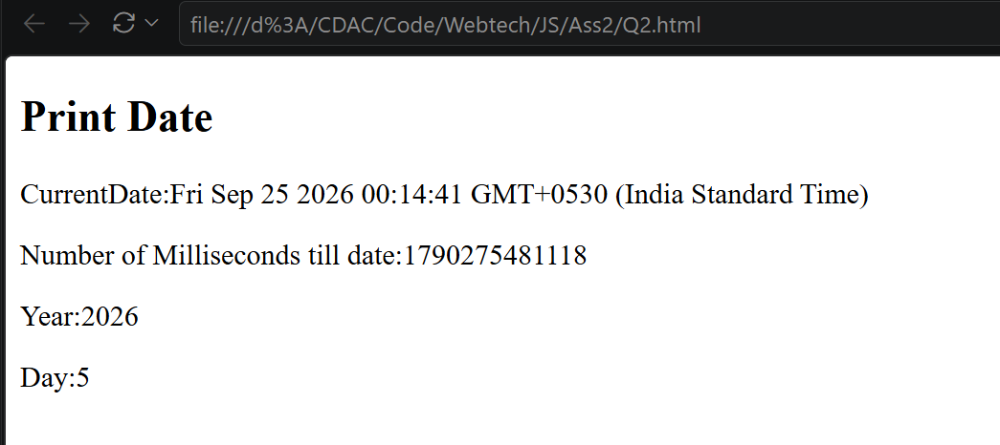 file:///d%3A/CDAC/Code/Webtech/JS/Ass2/Q2.html
Print Date
CurrentDate:Fri Sep 25 2026 00:14:41 GMT+0530 (India Standard Time)
Number of Milliseconds till date:1790275481118
Year:2026
Day:5